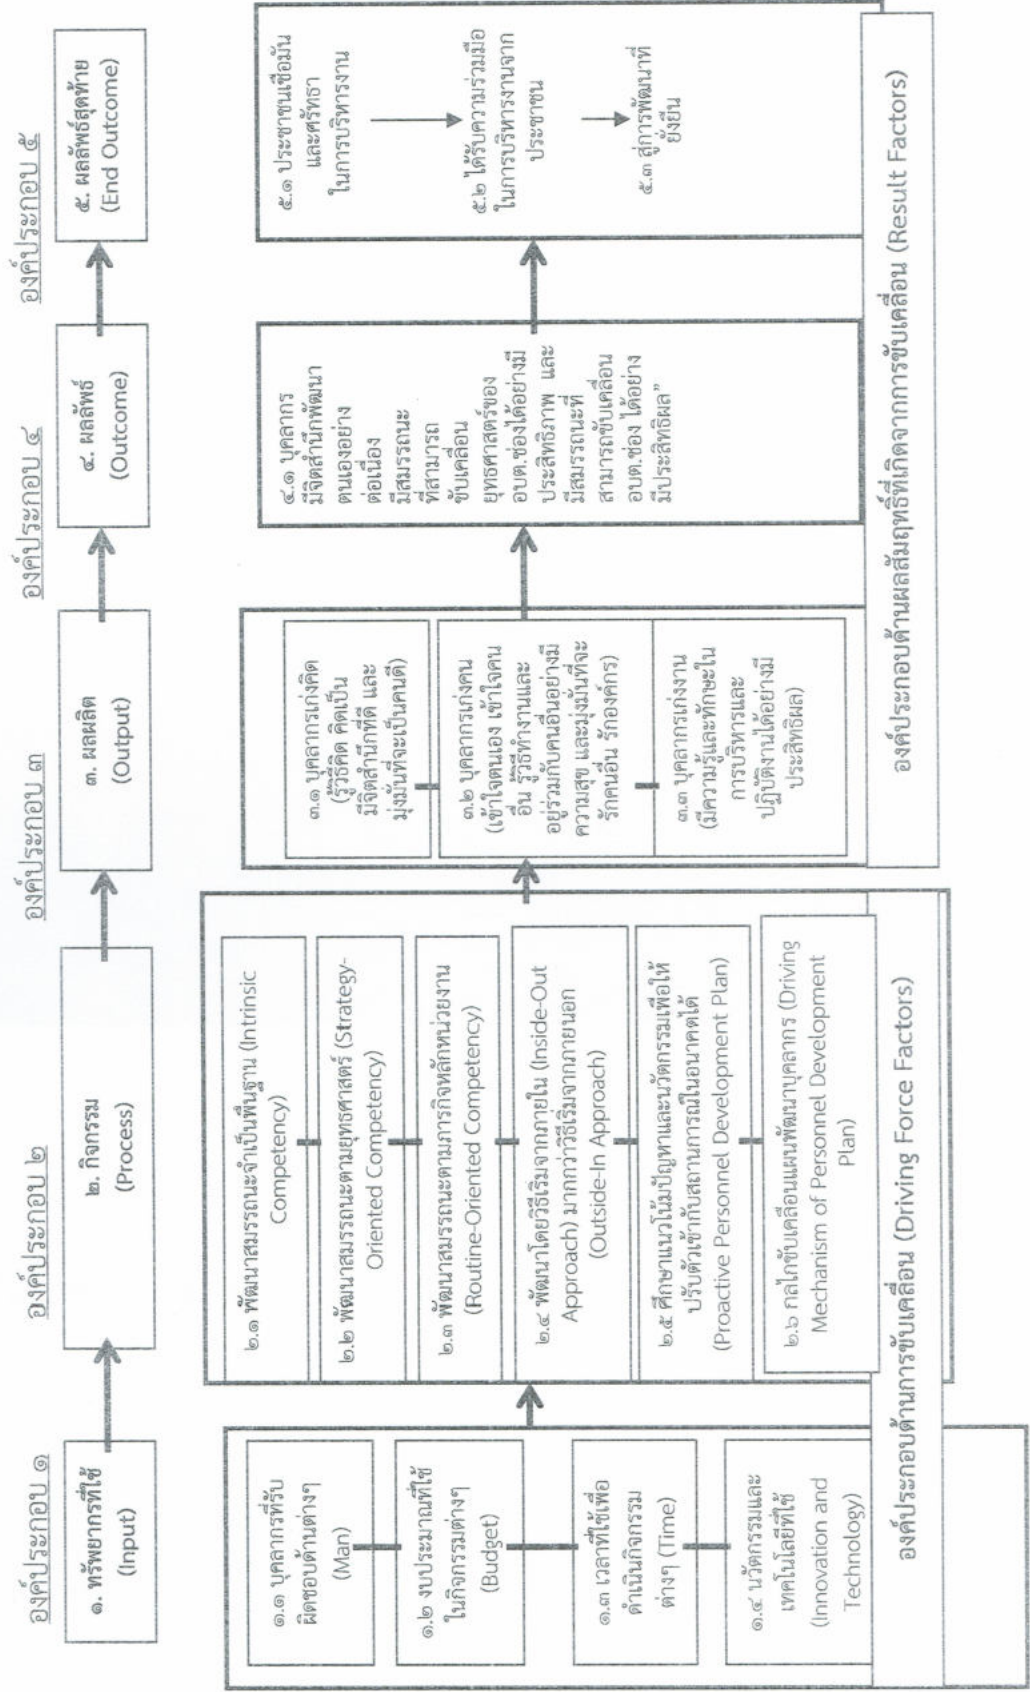 องค์ประกอบ ๑
๑. ทรัพยากรที่ใช้
(Input)
๑.๑ บุคลากรที่รับ
ผิดชอบด้านต่างๆ
(Man)
๑.๒ งบประมาณที่ใช้
ในกิจกรรมต่างๆ
(Budget)
๑.๓ เวลาที่ใช้เพื่อ
ดำเนินกิจกรรม
ต่างๆ (Time)
๑.๔ นวัตกรรมและ
เทคโนโลยีที่ใช้
(Innovation and
Technology)
องค์ประกอบ ๒
๒. กิจกรรม
(Process)
๒.๑ พัฒนาสมรรถนะจำเป็นพื้นฐาน (Intrinsic
Competency)
๒.๒ พัฒนาสมรรถนะตามยุทธศาสตร์ (Strategy-
Oriented Competency)
๒.๓ พัฒนาสมรรถนะตามภารกิจหลักหน่วยงาน
(Routine-Oriented Competency)
๒.๔ พัฒนาโดยวิธีเริ่มจากภายใน (Inside-Out
Approach) มากกว่าวิธีเริ่มจากภายนอก
(Outside-In Approach)
๒.๕ ศึกษาแนวโน้มปัญหาและนวัตกรรมเพื่อให้
ปรับตัวเข้ากับสถานการณ์ในอนาคตได้
(Proactive Personnel Development Plan)
๒.๖ กลไกขับเคลื่อนแผนพัฒนาบุคลากร (Driving
Mechanism of Personnel Development
Plan)
องค์ประกอบด้านการขับเคลื่อน (Driving Force Factors)
องค์ประกอบ ๓
๓. ผลผลิต
(Output)
๓.๑ บุคลากรเก่งคิด
(รู้วิธีคิด คิดเป็น
มีจิตสำนึกที่ดี และ
มุ่งมั่นที่จะเป็นคนดี)
๓.๒ บุคลากรเก่งคน
(เข้าใจตนเอง เข้าใจคน
อื่น รู้วิธีทำงานและ
อยู่ร่วมกับคนอื่นอย่างมี
ความสุข และมุ่งมั่นที่จะ
รักคนอื่น รักองค์กร)
๓.๓ บุคลากรเก่งงาน
(มีความรู้และทักษะใน
การบริหารและ
ปฏิบัติงานได้อย่างมี
ประสิทธิผล)
องค์ประกอบ ๔
๔. ผลลัพธ์
(Outcome)
๔.๑ บุคลากร
มีจิตสำนึกพัฒนา
ตนเองอย่าง
ต่อเนื่อง
มีสมรรถนะ
ที่สามารถ
ขับเคลื่อน
ยุทธศาสตร์ของ
อบต.ช่องได้อย่างมี
ประสิทธิภาพ และ
มีสมรรถนะที่
สามารถขับเคลื่อน
อบต.ช่อง ได้อย่าง
มีประสิทธิผล”
องค์ประกอบ ๕
๕. ผลลัพธ์สุดท้าย
(End Outcome)
๕.๑ ประชาชนเชื่อมั่น
และศรัทธา
ในการบริหารงาน
๕.๒ ได้รับความร่วมมือ
ในการบริหารงานจาก
ประชาชน
๕.๓ สู่การพัฒนาที่
ยั่งยืน
องค์ประกอบด้านผลสัมฤทธิ์ที่เกิดจากการขับเคลื่อน (Result Factors)